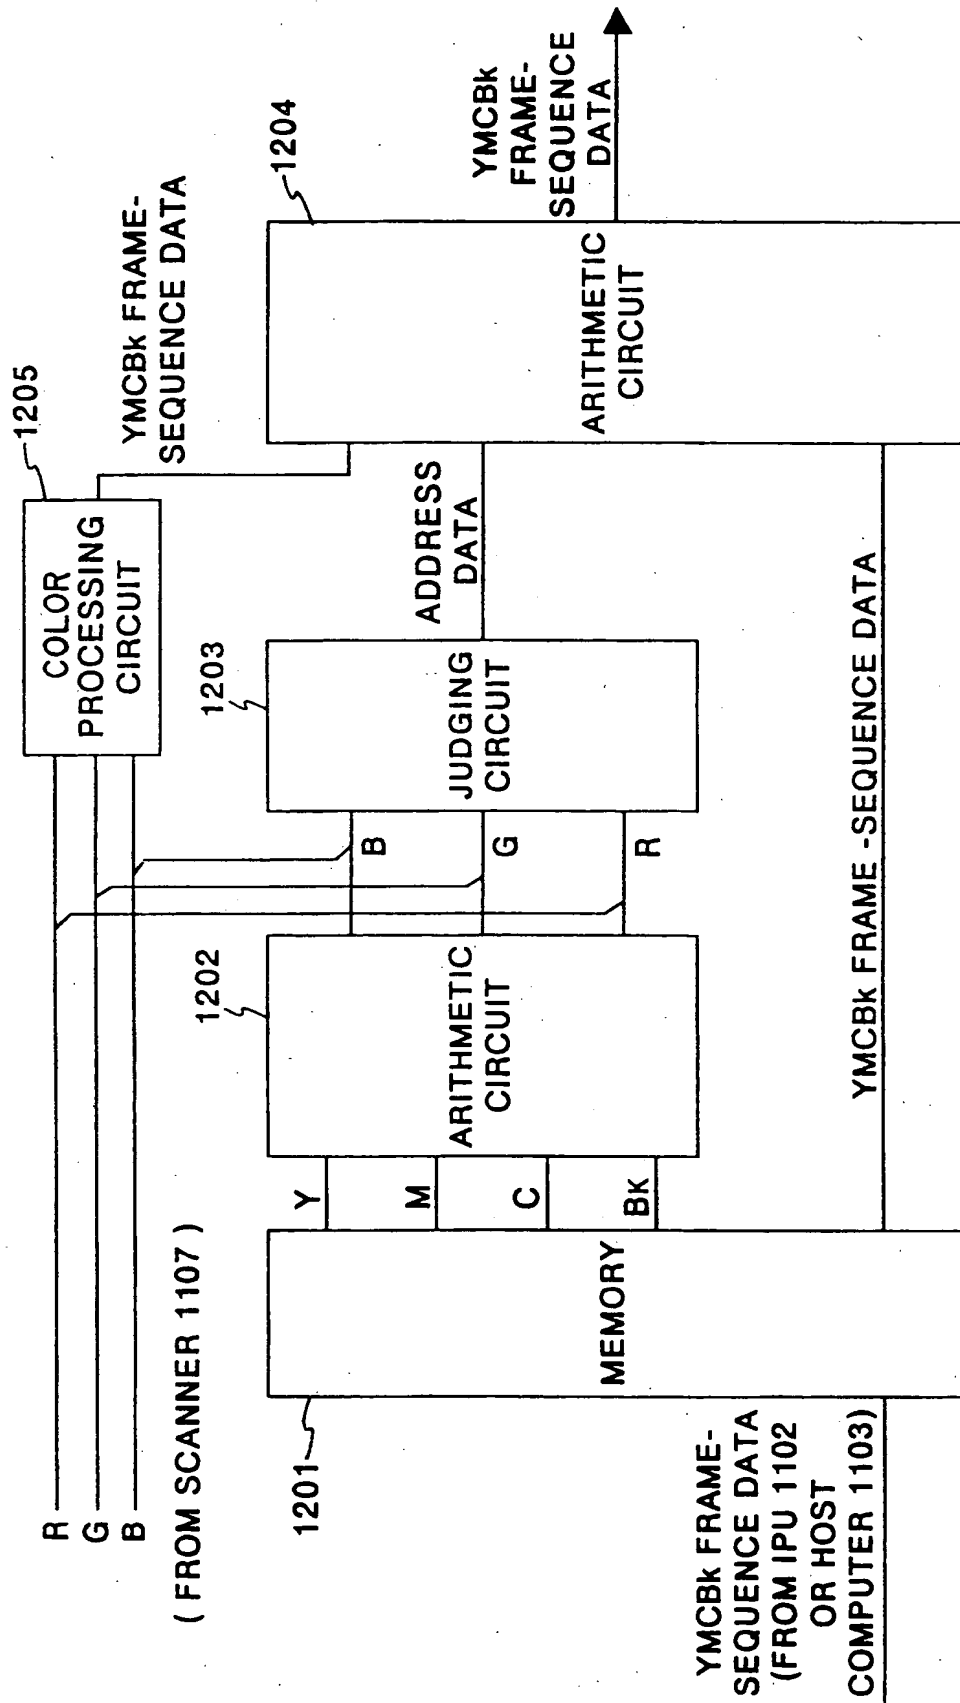 R
G
B
( FROM SCANNER 1107 )
1205
COLOR
PROCESSING
CIRCUIT
YMCBk FRAME-
SEQUENCE DATA
1201
MEMORY
Y
M
C
Bk
1202
ARITHMETIC
CIRCUIT
B
G
R
1203
JUDGING
CIRCUIT
ADDRESS
DATA
1204
ARITHMETIC
CIRCUIT
YMCBk
FRAME-
SEQUENCE
DATA
YMCBk FRAME-
SEQUENCE DATA
(FROM IPU 1102
OR HOST
COMPUTER 1103)
YMCBk FRAME -SEQUENCE DATA